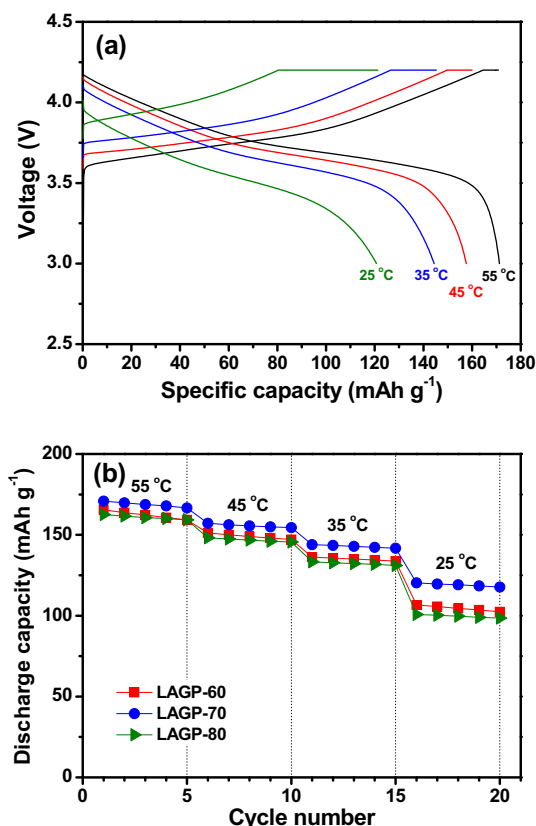 (a)
4.5
4.0
3.5
3.0
2.5
Voltage (V)
25 °C
35 °C
45 °C
55 °C
0 20 40 60 80 100 120 140 160 180
Specific capacity (mAh g⁻¹)
(b)
200
150
100
50
0
Discharge capacity (mAh g⁻¹)
55 °C
45 °C
35 °C
25 °C
LAGP-60
LAGP-70
LAGP-80
0 5 10 15 20
Cycle number